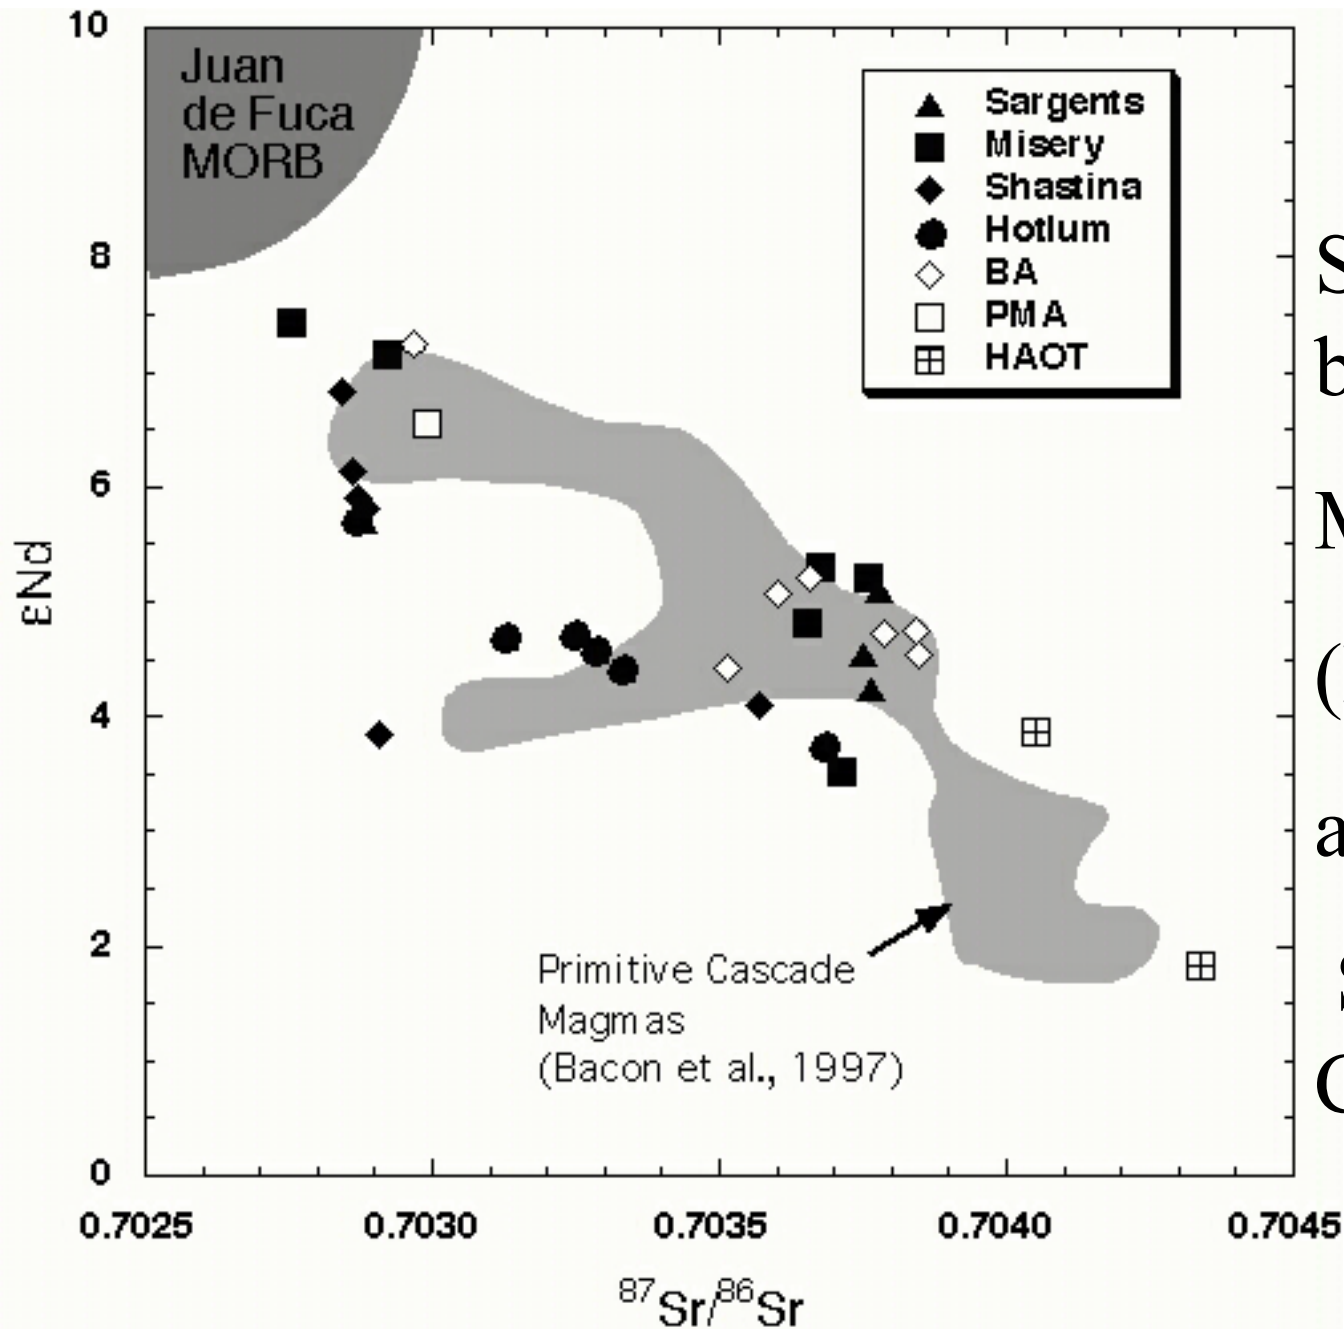 10
8
6
4
2
0
εNd
Juan
de Fuca
MORB
Sargents
Misery
Shastina
Hotlum
BA
PMA
HAOT
Primitive Cascade
Magmas
(Bacon et al., 1997)
0.7025 0.7030 0.7035 0.7040 0.7045
⁸⁷Sr/⁸⁶Sr